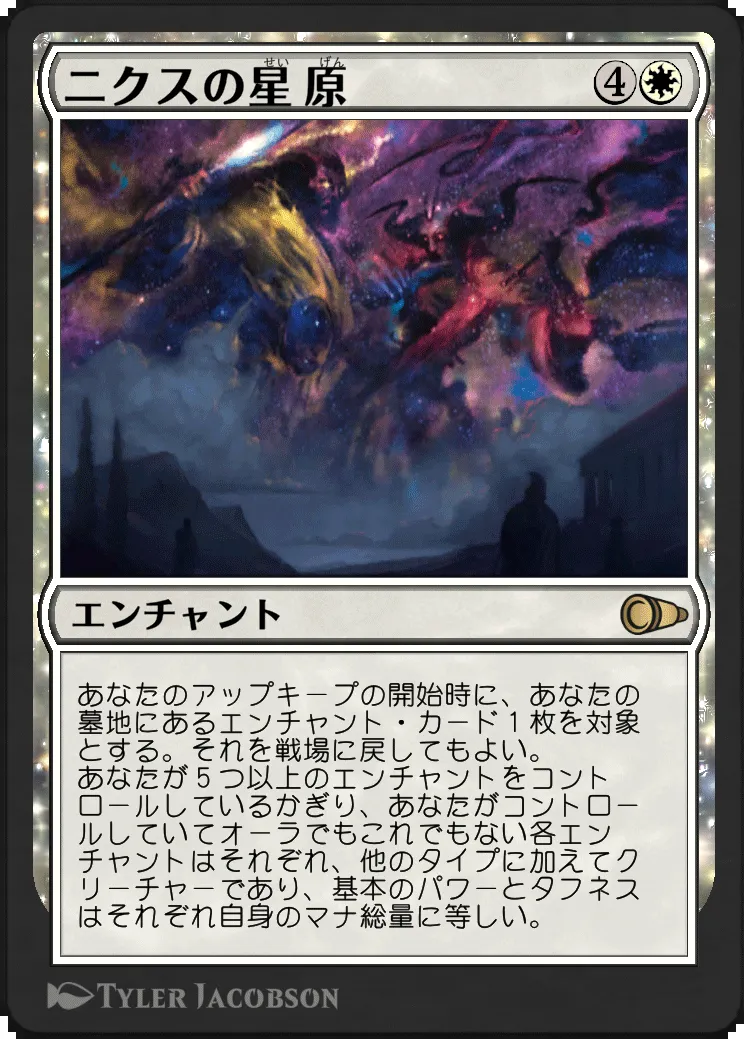 ニクスの星原
せい げん
4
エンチャント
あなたのアップキープの開始時に、あなたの
墓地にあるエンチャント・カード1枚を対象
とする。それを戦場に戻してもよい。
あなたが5つ以上のエンチャントをコント
ロールしているかぎり、あなたがコントロー
ルしていてオーラでもこれでもない各エン
チャントはそれぞれ、他のタイプに加えてク
リーチャーであり、基本のパワーとタフネス
はそれぞれ自身のマナ総量に等しい。
TYLER JACOBSON